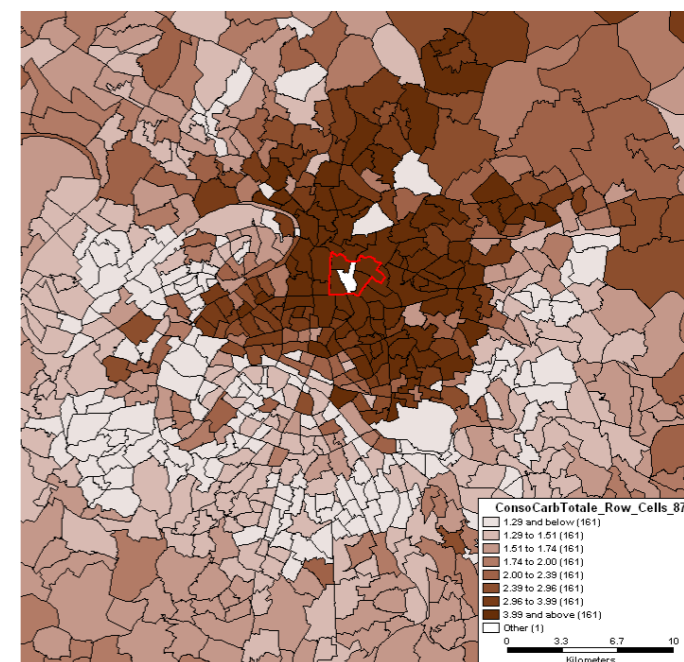 ConsoCarbTotale_Row_Cells_87
1.29 and below (161)
1.29 to 1.51 (161)
1.51 to 1.74 (161)
1.74 to 2.00 (161)
2.00 to 2.39 (161)
2.39 to 2.96 (161)
2.96 to 3.99 (161)
3.99 and above (161)
Other (1)
0 3.3 6.7 10
Kilometers